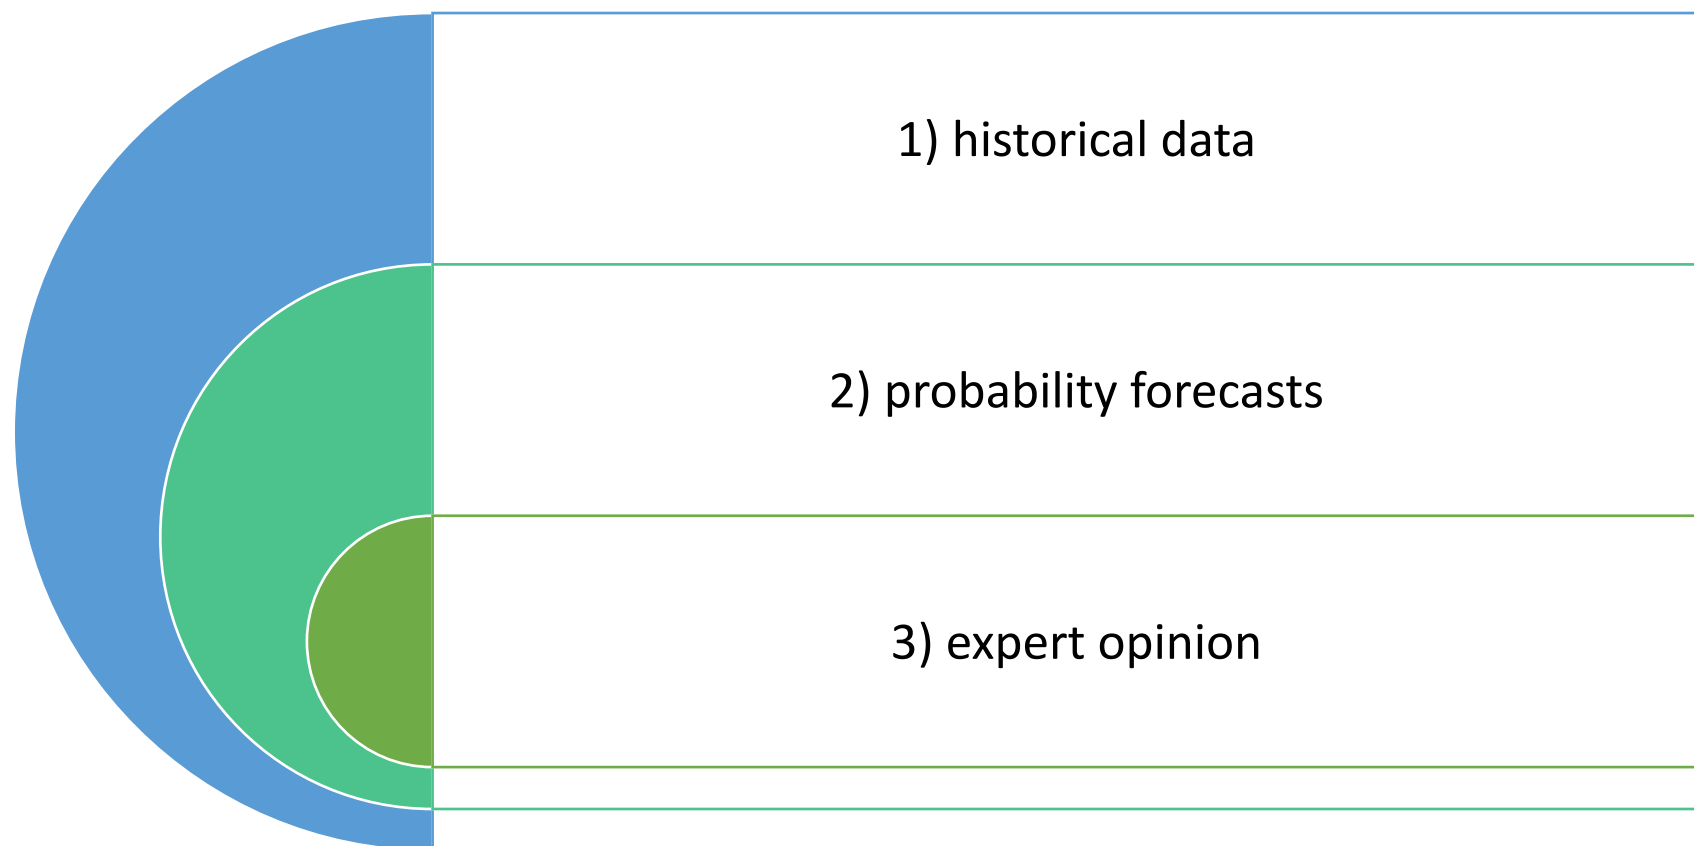 1) historical data
2) probability forecasts
3) expert opinion